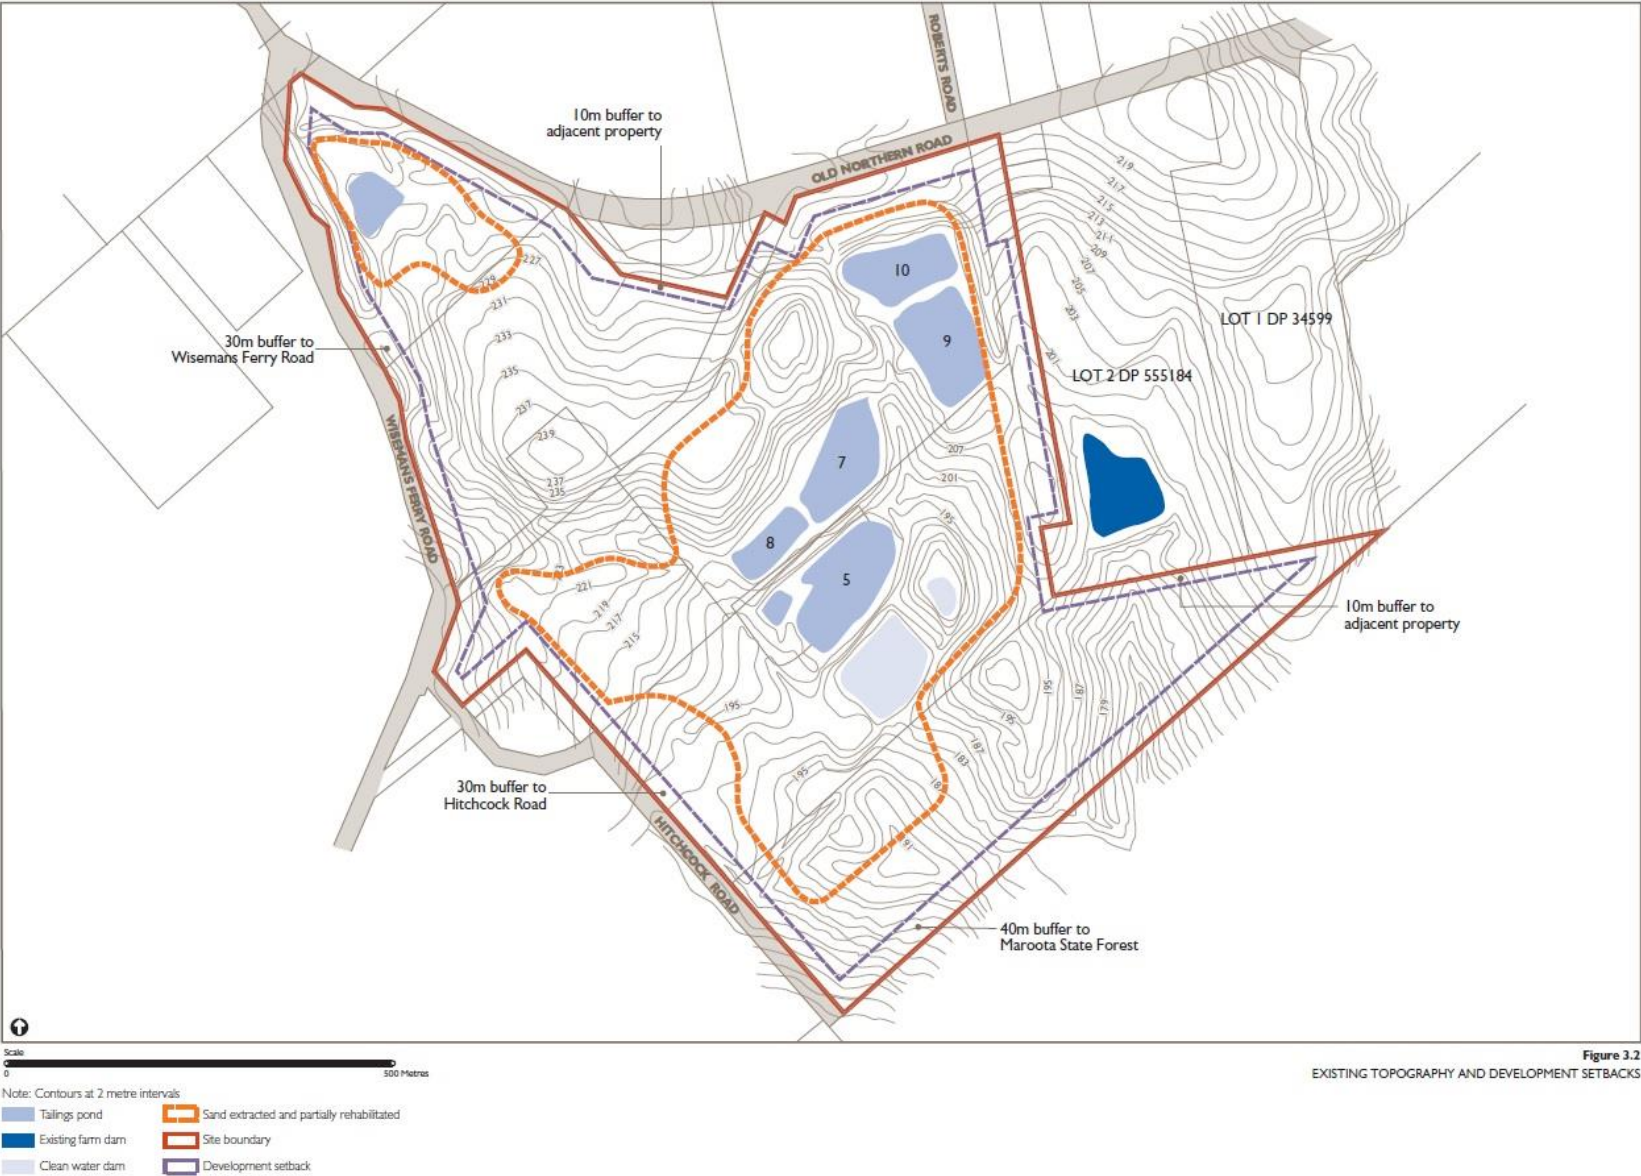 ROBERTS ROAD
10m buffer to
adjacent property
OLD NORTHERN ROAD
219
217
215
213
211
209
207
205
203
201
10
9
LOT 1 DP 34599
LOT 2 DP 555184
227
229
231
233
235
237
239
237
235
30m buffer to
Wisemans Ferry Road
WISEMANS FERRY ROAD
7
207
201
195
8
5
221
219
217
215
10m buffer to
adjacent property
195
195
187
179
195
187
183
195
30m buffer to
Hitchcock Road
HITCHCOCK ROAD
40m buffer to
Maroota State Forest
Scale
0
500 Metres
Figure 3.2
EXISTING TOPOGRAPHY AND DEVELOPMENT SETBACKS
Note: Contours at 2 metre intervals
Tailings pond
Sand extracted and partially rehabilitated
Existing farm dam
Site boundary
Clean water dam
Development setback